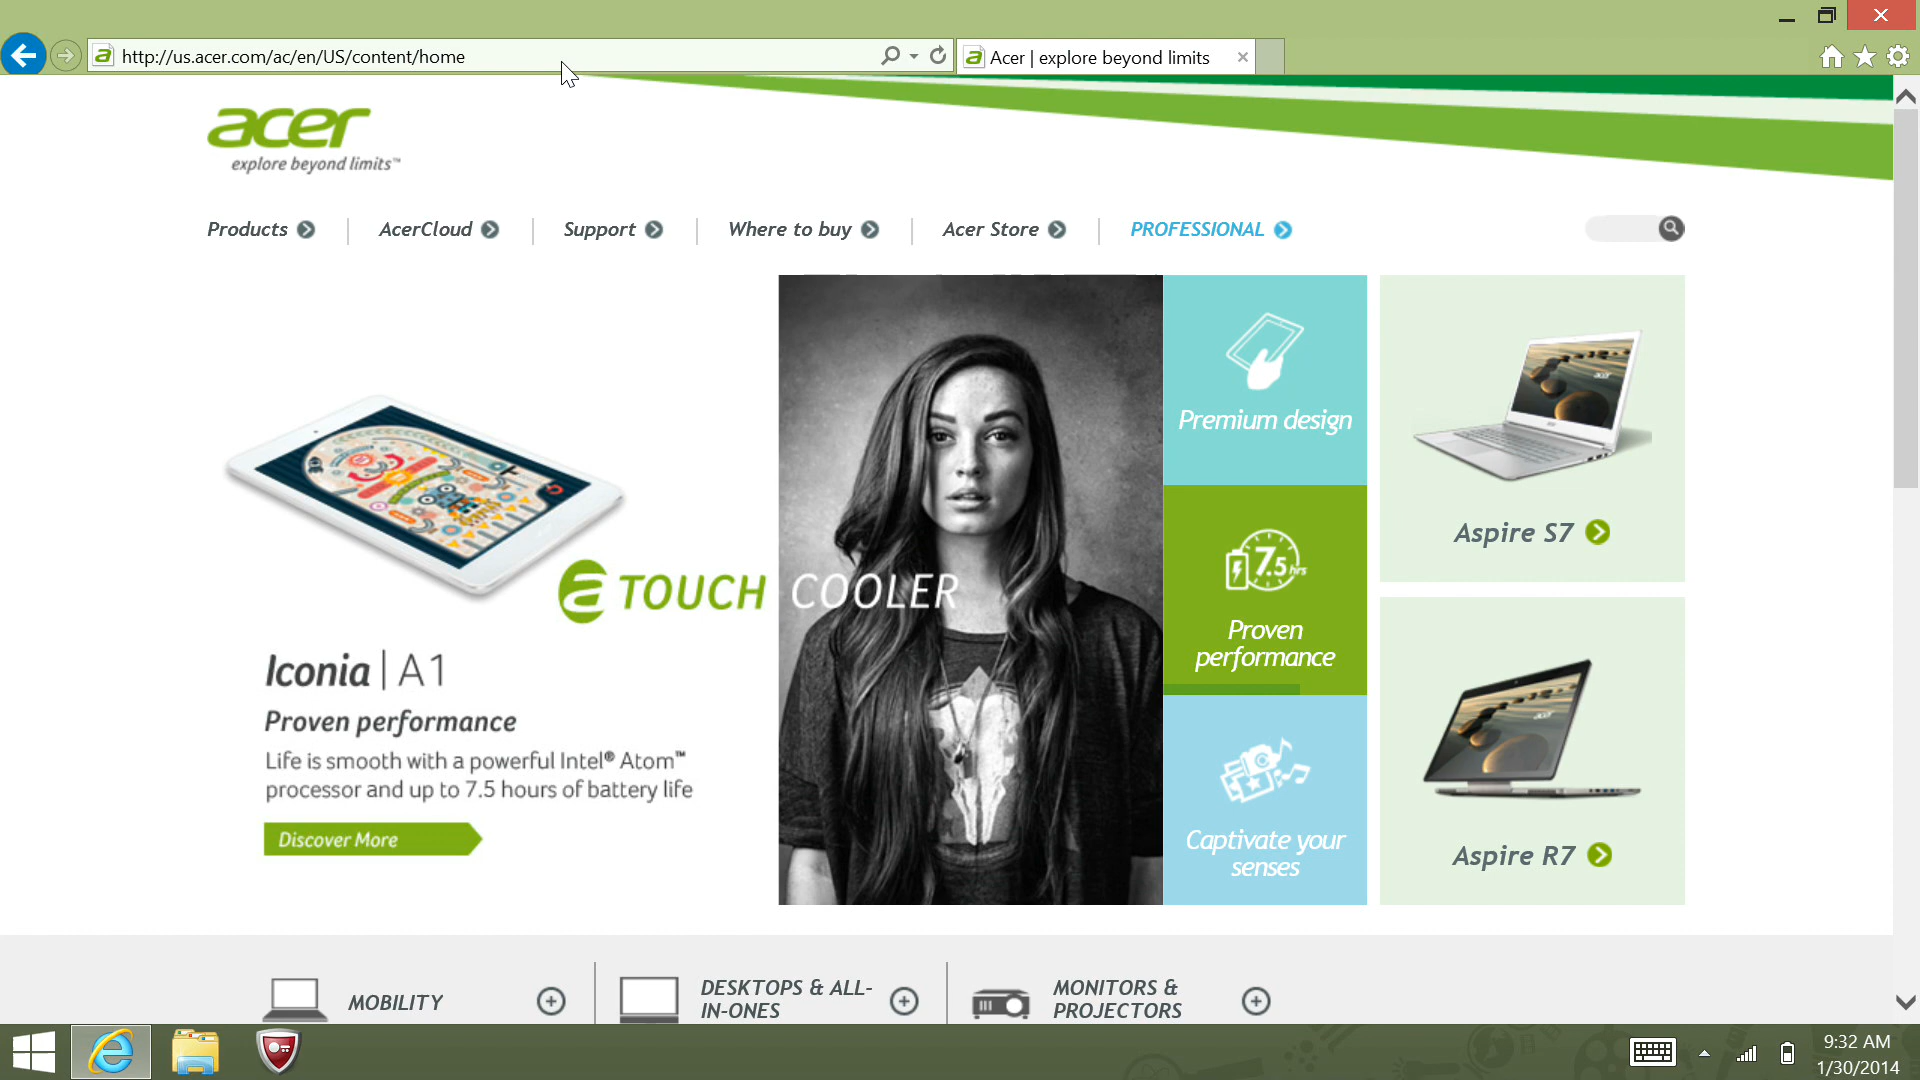 http://us.acer.com/ac/en/US/content/home
Acer | explore beyond limits
acer
explore beyond limits™
Products
AcerCloud
Support
Where to buy
Acer Store
PROFESSIONAL
TOUCH COOLER
Iconia | A1
Proven performance
Life is smooth with a powerful Intel® Atom™
processor and up to 7.5 hours of battery life
Discover More
Premium design
7.5 hrs
Proven
performance
Captivate your
senses
Aspire S7
Aspire R7
MOBILITY
DESKTOPS & ALL-
IN-ONES
MONITORS &
PROJECTORS
9:32 AM
1/30/2014